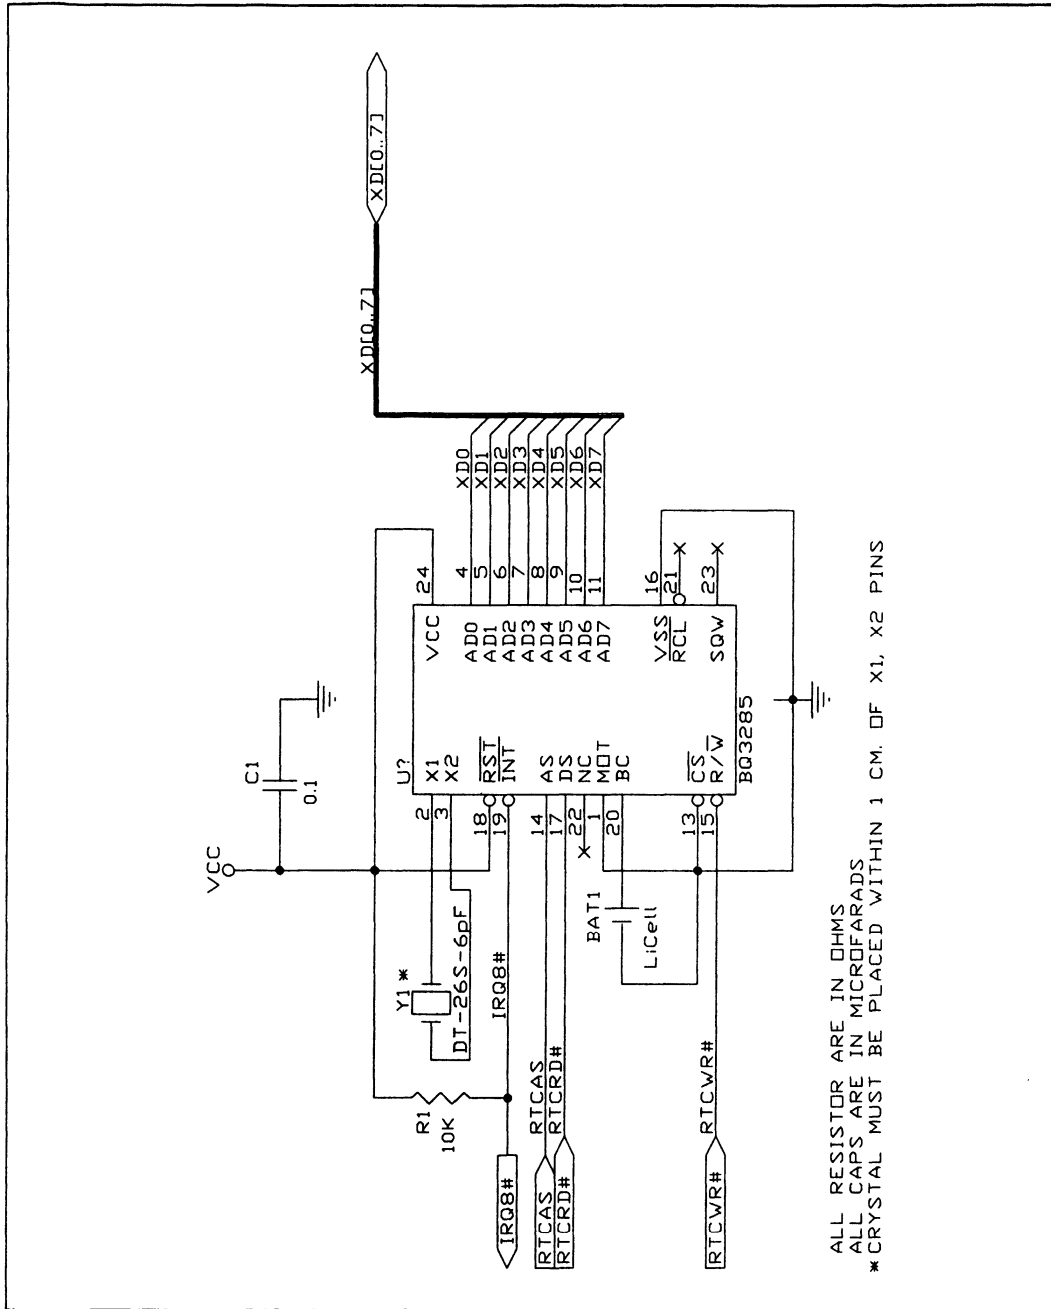 VCC
C1
0.1
R1
10K
Y1*
DT-26S-6pF
IRQ8#
IRQ8#
RTCAS
RTCAS
RTCRD#
RTCRD#
RTCWR#
RTCWR#
BAT1
LiCell
U?
2 X1
3 X2
18 RST
19 INT
14 AS
17 DS
22 NC
1 MOT
20 BC
13 CS
15 R/W
BQ3285
VCC 24
AD0 4 XD0
AD1 5 XD1
AD2 6 XD2
AD3 7 XD3
AD4 8 XD4
AD5 9 XD5
AD6 10 XD6
AD7 11 XD7
VSS 16
RCL 21
SQW 23
XD[0..7]
XD[0..7]
ALL RESISTOR ARE IN OHMS
ALL CAPS ARE IN MICROFARADS
*CRYSTAL MUST BE PLACED WITHIN 1 CM. OF X1, X2 PINS